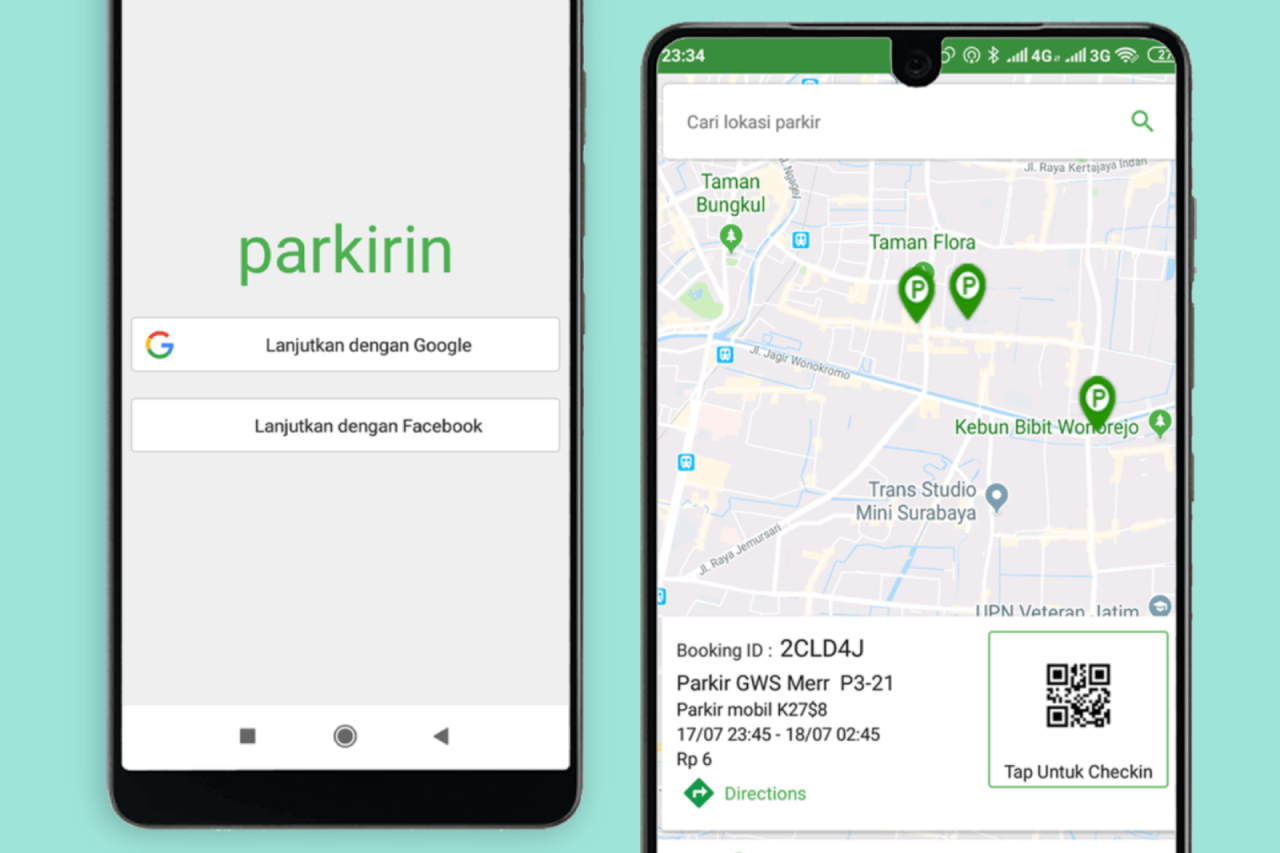 parkirin
Lanjutkan dengan Google
Lanjutkan dengan Facebook
23:34
4G
3G
27
Cari lokasi parkir
Jl. Raya Kertajaya Indah
Jl. Ngagel
Taman
Bungkul
Taman Flora
Jl. Jagir Wonokromo
Kebun Bibit Wonorejo
Trans Studio
Mini Surabaya
Jl. Raya Jemursari
UPN Veteran Jatim
Booking ID : 2CLD4J
Parkir GWS Merr P3-21
Parkir mobil K27$8
17/07 23:45 - 18/07 02:45
Rp 6
Directions
Tap Untuk Checkin